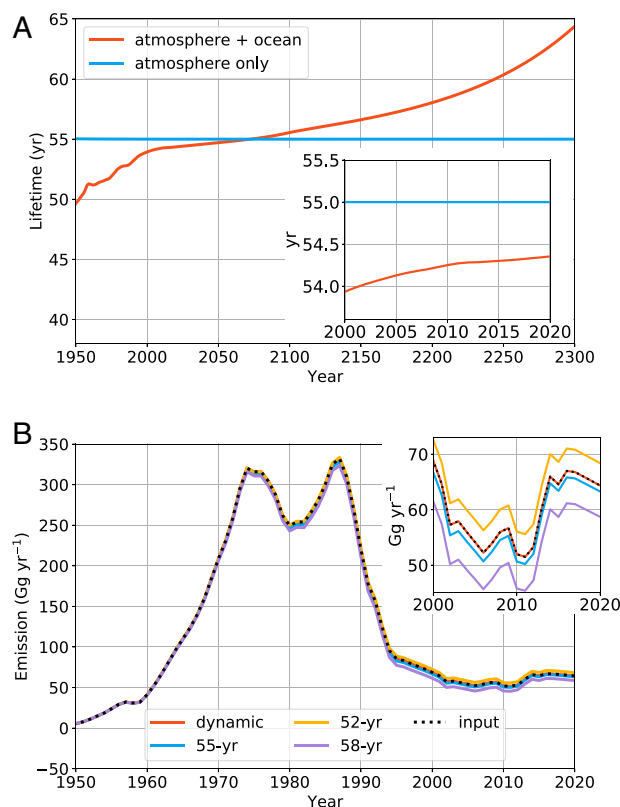 A
65
60
55
50
45
40
Lifetime (yr)
atmosphere + ocean
atmosphere only
55.5
55.0
54.5
54.0
yr
2000 2005 2010 2015 2020
1950 2000 2050 2100 2150 2200 2250 2300
Year
B
350
300
250
200
150
100
50
0
−50
Emission (Gg yr⁻¹)
70
60
50
Gg yr⁻¹
2000 2010 2020
dynamic 52-yr input
55-yr 58-yr
1950 1960 1970 1980 1990 2000 2010 2020
Year